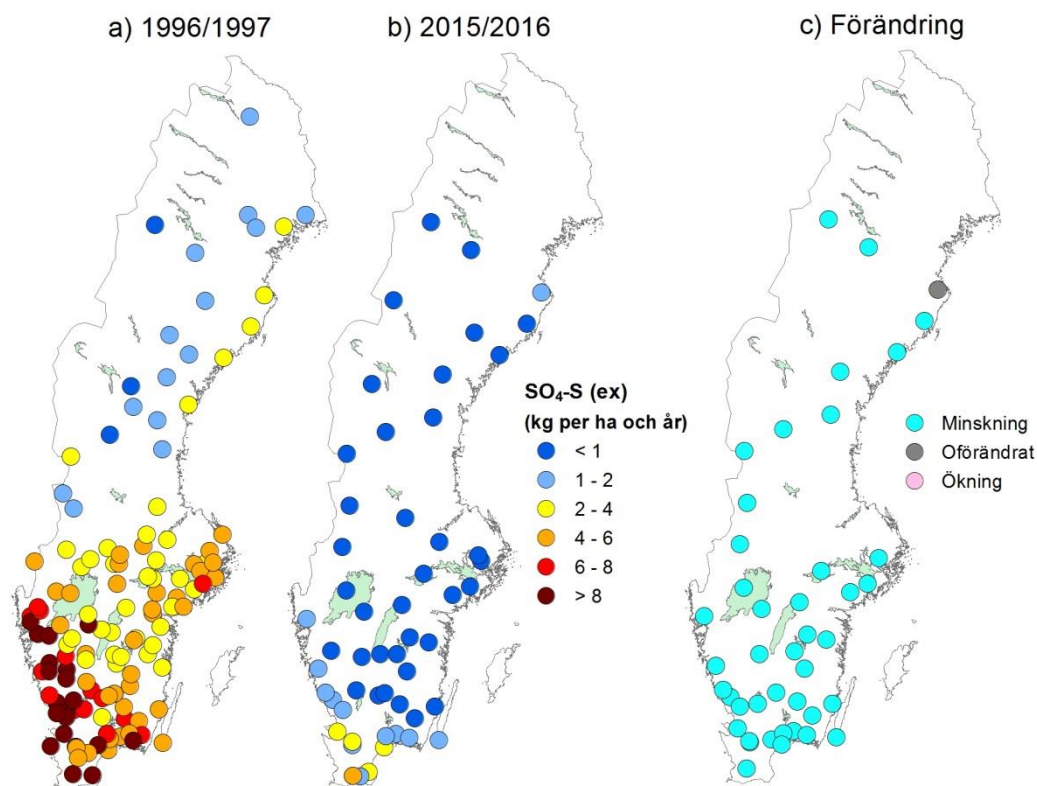 a) 1996/1997
b) 2015/2016
c) Förändring
SO₄-S (ex)
(kg per ha och år)
< 1
1 - 2
2 - 4
4 - 6
6 - 8
> 8
Minskning
Oförändrat
Ökning